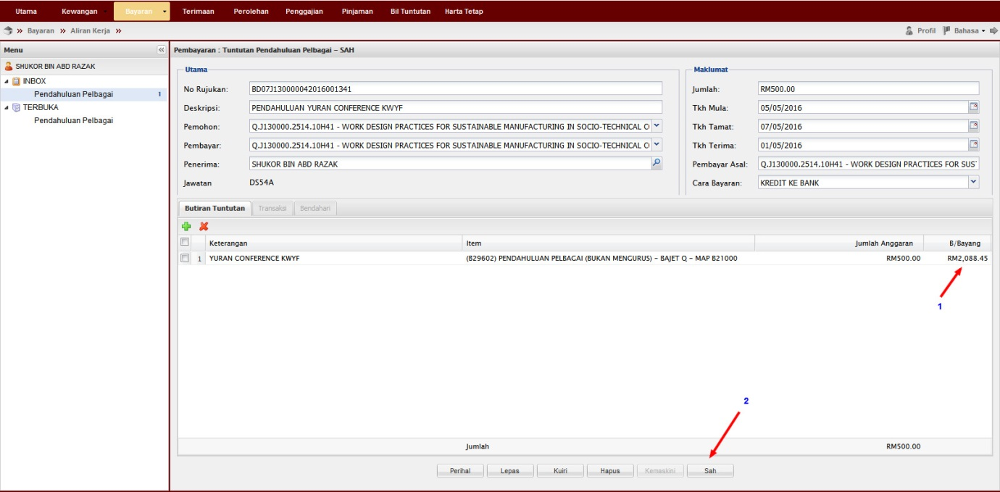 Utama Kewangan Bayaran Terimaan Perolehan Penggajian Pinjaman Bil Tuntutan Harta Tetap
» Bayaran » Aliran Kerja » Profil Bahasa
Menu «
SHUKOR BIN ABD RAZAK
INBOX
Pendahuluan Pelbagai 1
TERBUKA
Pendahuluan Pelbagai
Pembayaran : Tuntutan Pendahuluan Pelbagai – SAH
Utama
No Rujukan: BD07J130000042016001341
Deskripsi: PENDAHULUAN YURAN CONFERENCE KWYF
Pemohon: Q.J130000.2514.10H41 - WORK DESIGN PRACTICES FOR SUSTAINABLE MANUFACTURING IN SOCIO-TECHNICAL
Pembayar: Q.J130000.2514.10H41 - WORK DESIGN PRACTICES FOR SUSTAINABLE MANUFACTURING IN SOCIO-TECHNICAL
Penerima: SHUKOR BIN ABD RAZAK
Jawatan DS54A
Maklumat
Jumlah: RM500.00
Tkh Mula: 05/05/2016
Tkh Tamat: 07/05/2016
Tkh Terima: 01/05/2016
Pembayar Asal: Q.J130000.2514.10H41 - WORK DESIGN PRACTICES FOR SUS
Cara Bayaran: KREDIT KE BANK
Butiran Tuntutan Transaksi Bendahari
Keterangan Item Jumlah Anggaran B/Bayang
1 YURAN CONFERENCE KWYF (B29602) PENDAHULUAN PELBAGAI (BUKAN MENGURUS) – BAJET Q – MAP B21000 RM500.00 RM2,088.45
1
2
Jumlah RM500.00
Perihal Lepas Kuiri Hapus Kemaskini Sah